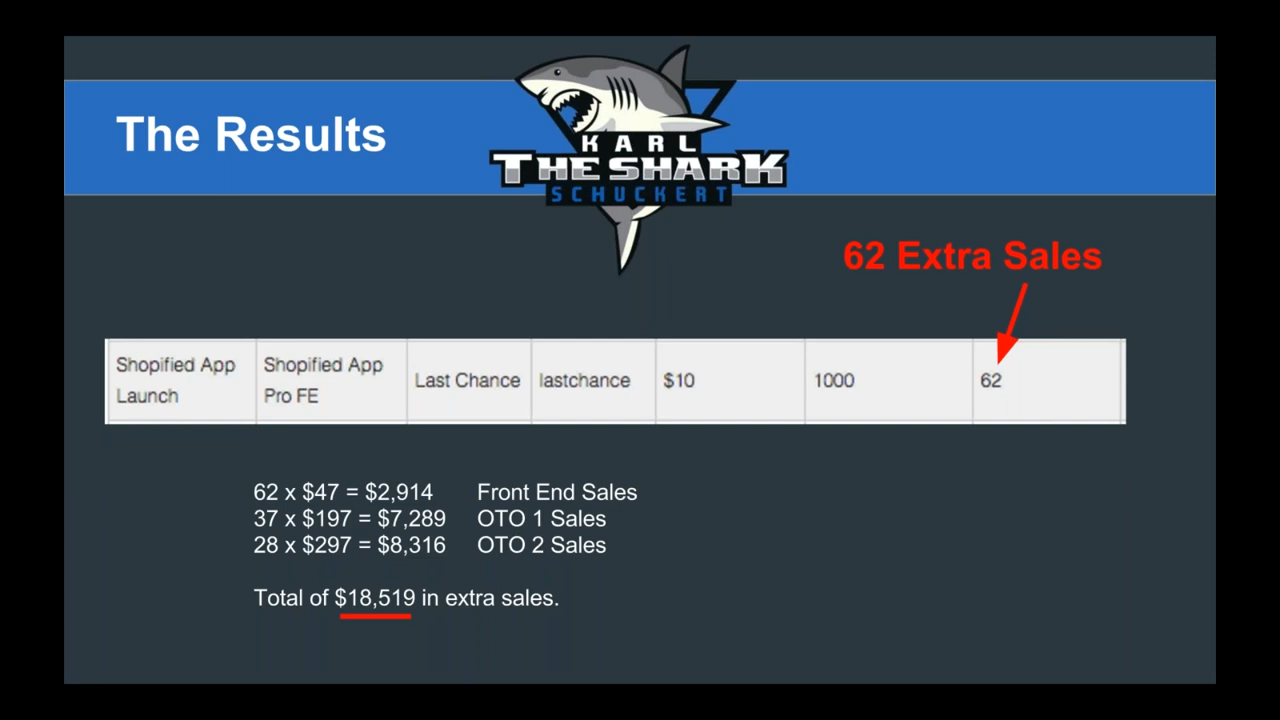 The Results
KARL
THE SHARK
SCHUCKERT
62 Extra Sales
Shopified App
Launch
Shopified App
Pro FE
Last Chance
lastchance
$10
1000
62
62 x $47 = $2,914 Front End Sales
37 x $197 = $7,289 OTO 1 Sales
28 x $297 = $8,316 OTO 2 Sales
Total of $18,519 in extra sales.